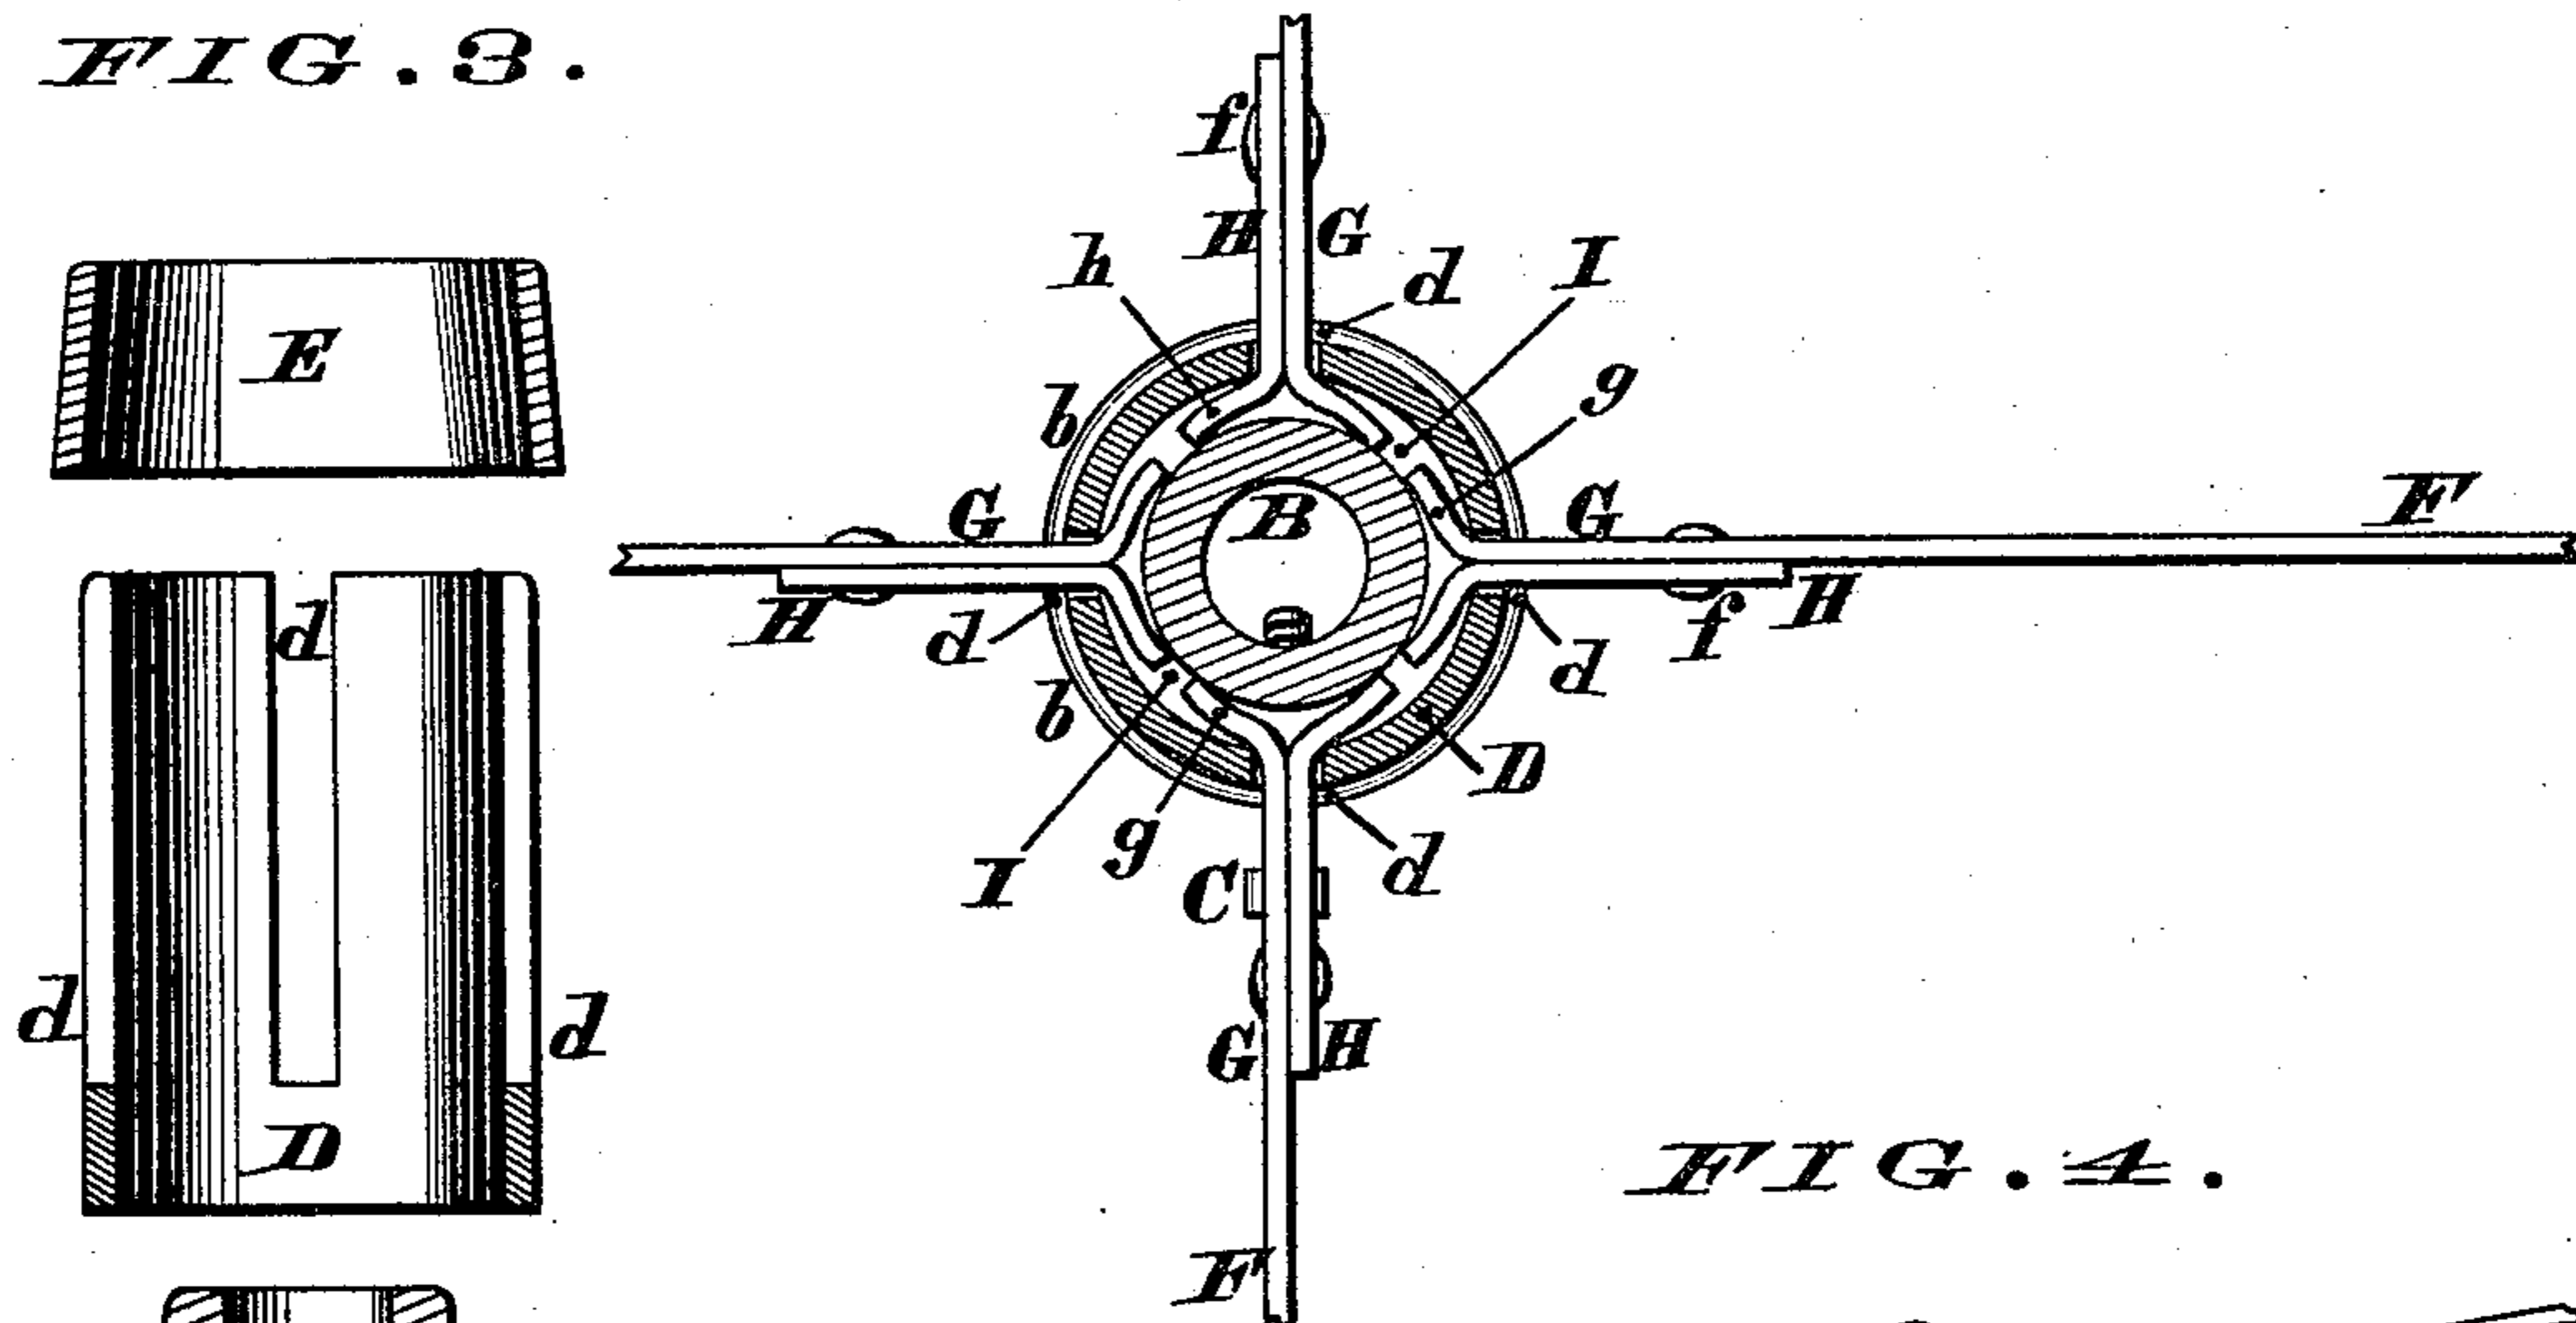 FIG. 3.
f
H G
h d I
E
b g
G B G F
H d f H
d d
b D
I g d
C
d d G H
D
FIG. 4.
F